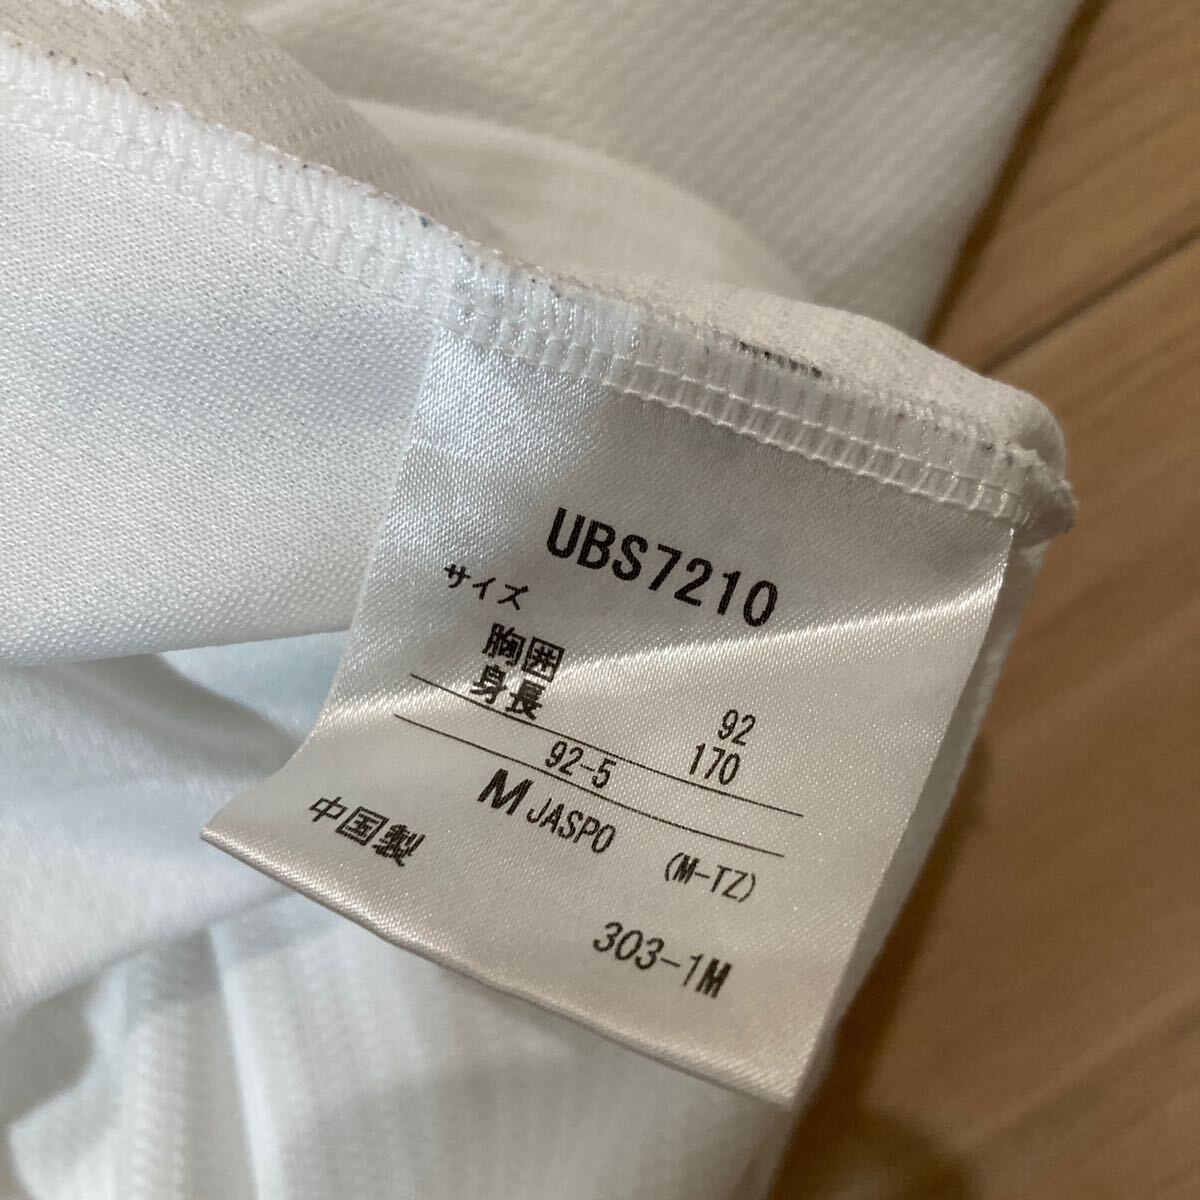 UBS7210
サイズ
胸囲 92
身長 170
92-5
M JASPO (M-TZ)
中国製
303-1M